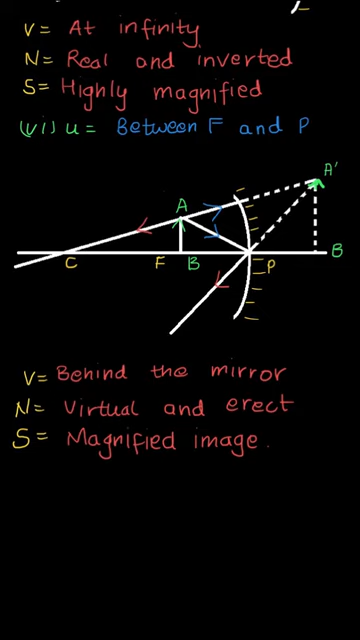 v = At infinity
N = Real and inverted
S = Highly magnified
(vi) u = Between F and P
A'
A
C F B P B
v = Behind the mirror
N = Virtual and erect
S = Magnified image.